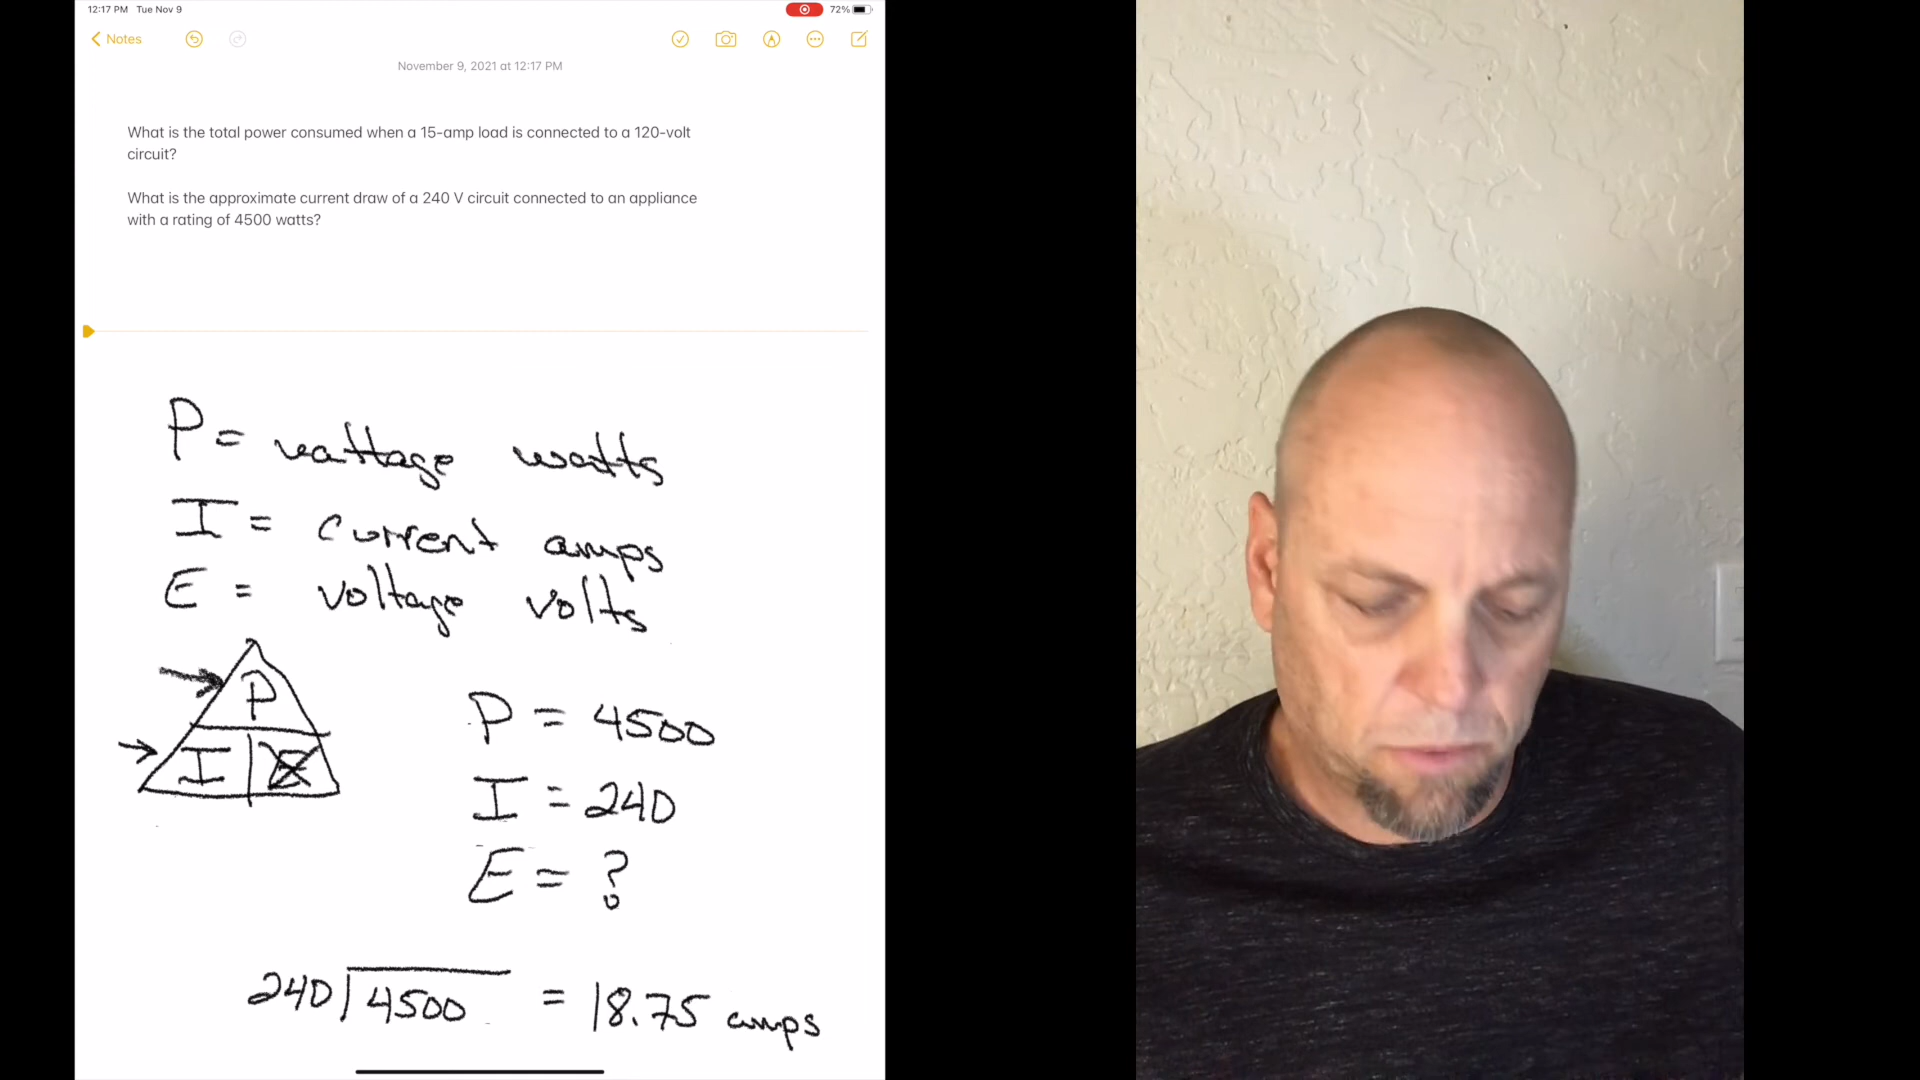 12:17 PM Tue Nov 9
72%
Notes
November 9, 2021 at 12:17 PM
What is the total power consumed when a 15-amp load is connected to a 120-volt
circuit?
What is the approximate current draw of a 240 V circuit connected to an appliance
with a rating of 4500 watts?
P = wattage watts
I = current amps
E = voltage volts
P
I E
P = 4500
I = 240
E = ?
240 4500 = 18.75 amps